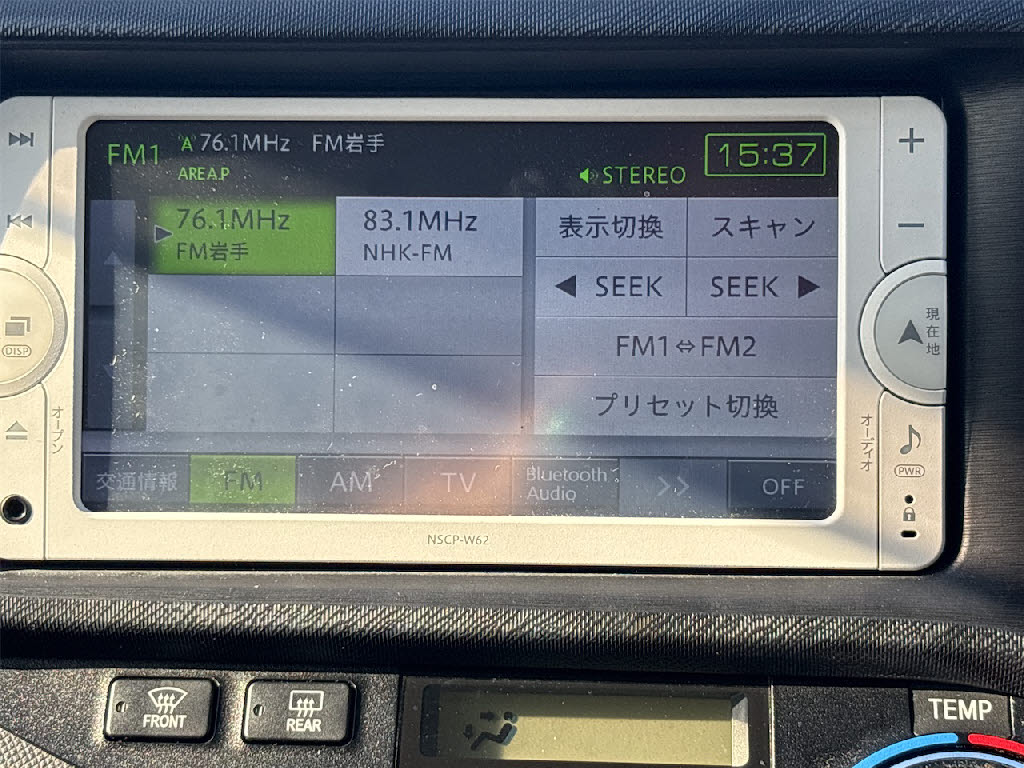 FM1
A 76.1MHz FM岩手
AREA.P
STEREO
15:37
76.1MHz
FM岩手
83.1MHz
NHK-FM
表示切換
スキャン
◀ SEEK
SEEK ▶
FM1⇔FM2
プリセット切換
交通情報
FM
AM
TV
Bluetooth
Audio
>>
OFF
DISP
オープン
現在地
オーディオ
PWR
NSCP-W62
FRONT
REAR
TEMP